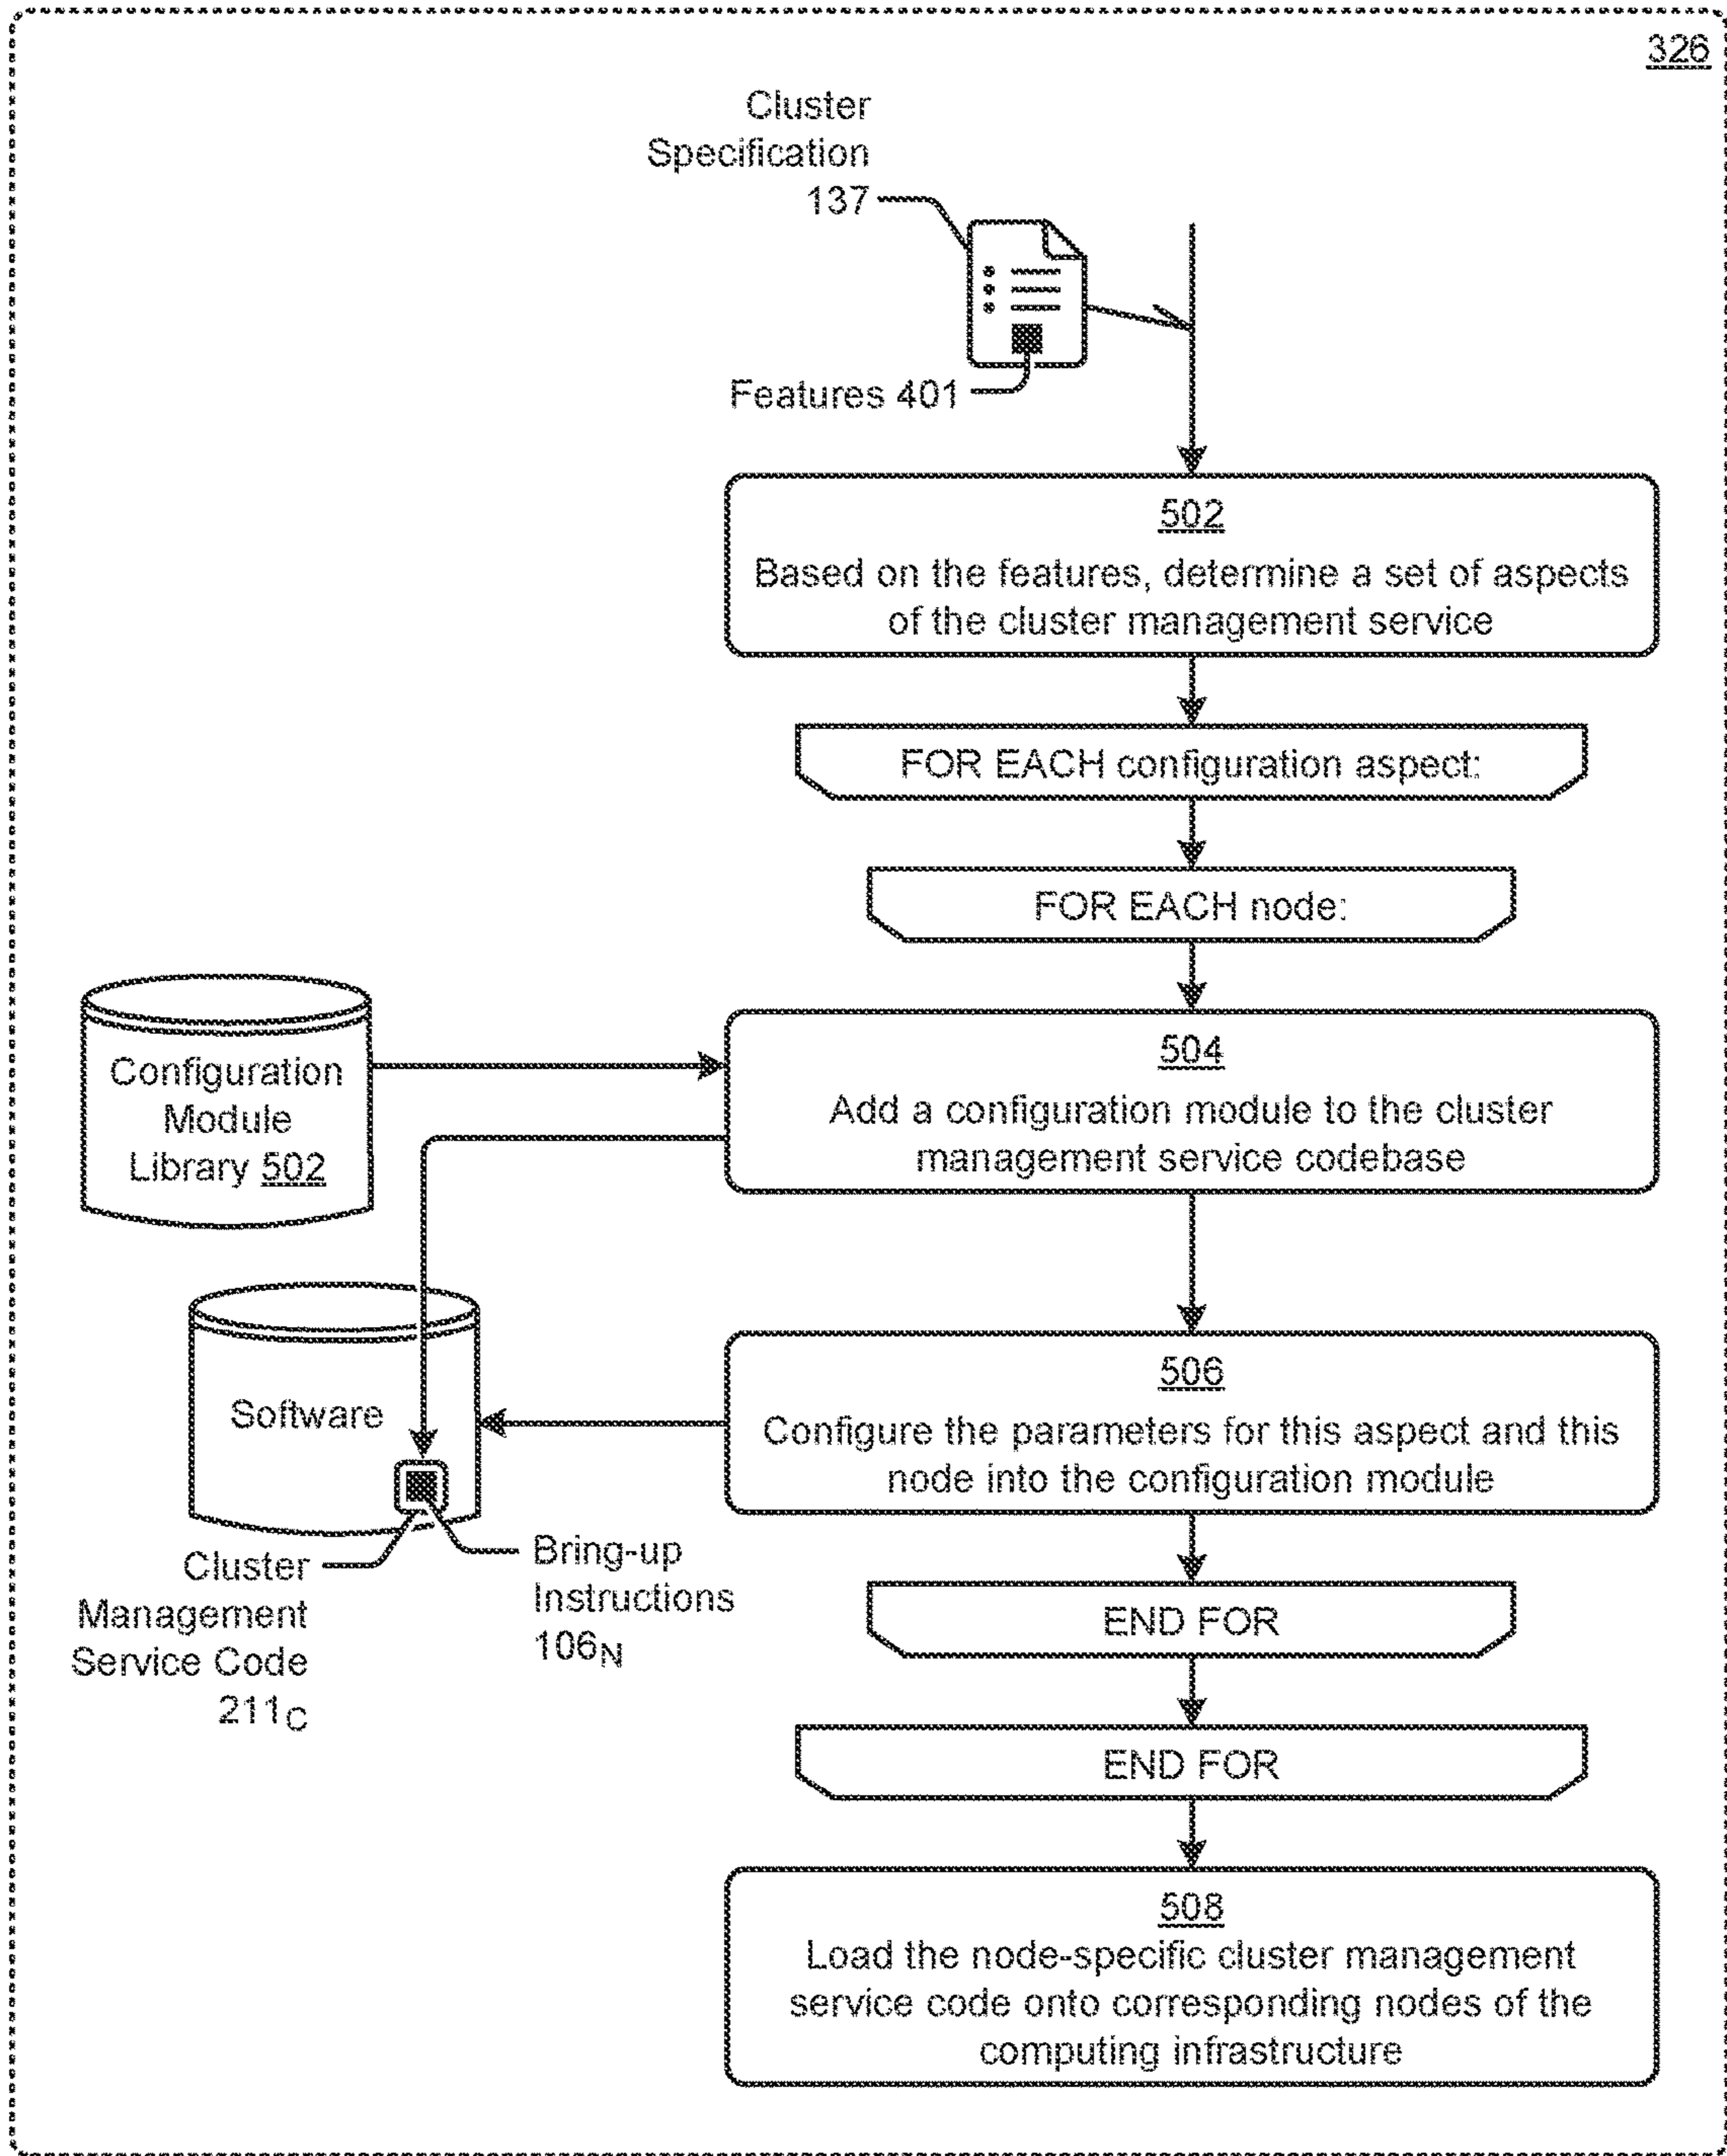 326
Cluster
Specification
137
Features 401
502
Based on the features, determine a set of aspects
of the cluster management service
FOR EACH configuration aspect:
FOR EACH node:
Configuration
Module
Library 502
504
Add a configuration module to the cluster
management service codebase
Software
506
Configure the parameters for this aspect and this
node into the configuration module
Cluster
Management
Service Code
211C
Bring-up
Instructions
106N
END FOR
END FOR
508
Load the node-specific cluster management
service code onto corresponding nodes of the
computing infrastructure